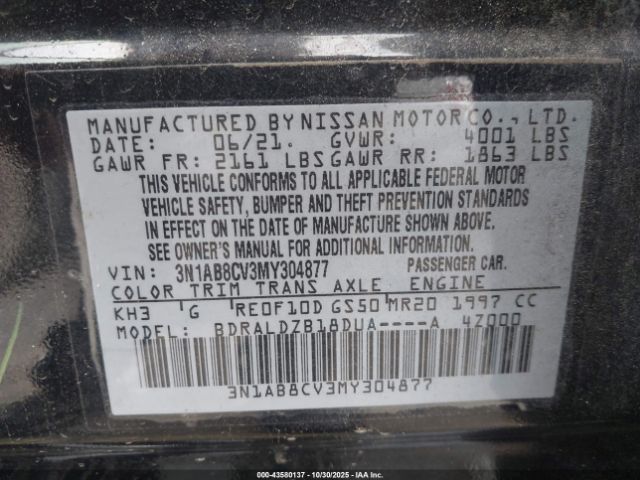 MANUFACTURED BY NISSAN MOTOR CO., LTD.
DATE: 06/21. GVWR: 4001 LBS
GAWR FR: 2161 LBS GAWR RR: 1863 LBS
THIS VEHICLE CONFORMS TO ALL APPLICABLE FEDERAL MOTOR
VEHICLE SAFETY, BUMPER AND THEFT PREVENTION STANDARDS
IN EFFECT ON THE DATE OF MANUFACTURE SHOWN ABOVE.
SEE OWNER'S MANUAL FOR ADDITIONAL INFORMATION.
VIN: 3N1AB8CV3MY304877 PASSENGER CAR.
COLOR TRIM TRANS AXLE ENGINE
KH3 G RE0F10D GS50 MR20 1997 CC
MODEL: BDRALDZB18DUA----A 4Z000
3N1AB8CV3MY304877
000-43580137 - 10/30/2025 - IAA Inc.